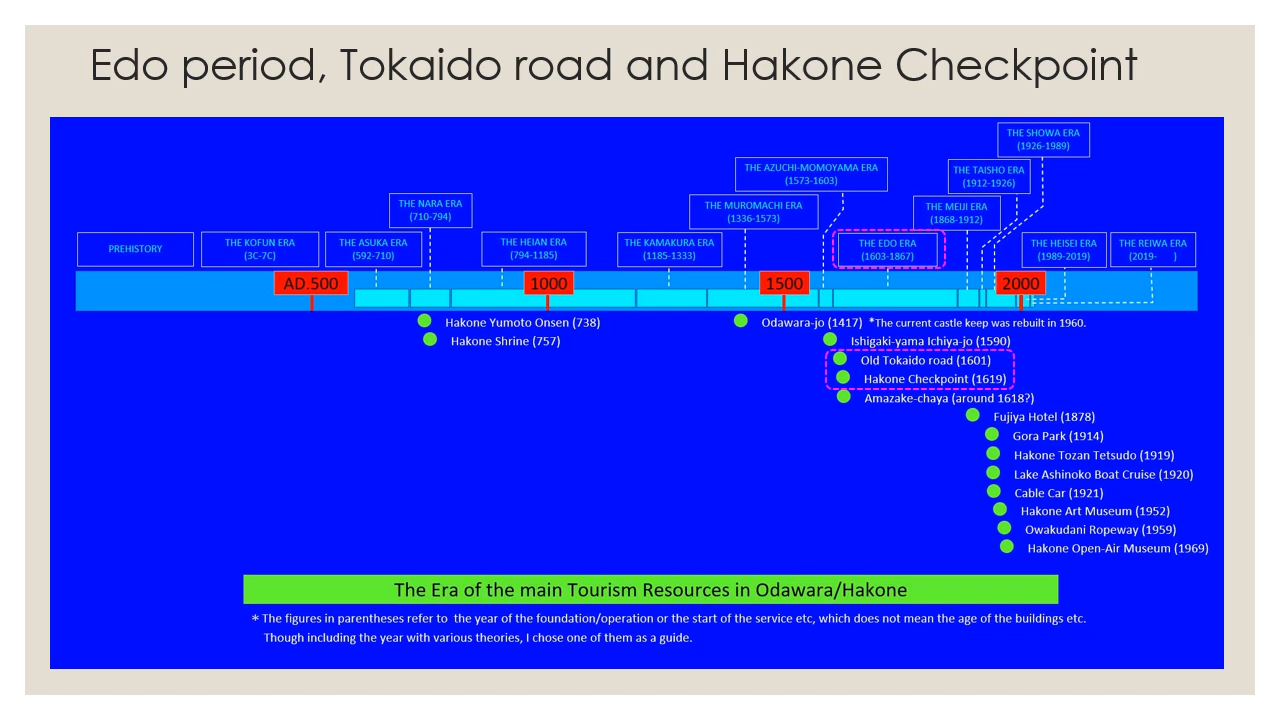 Edo period, Tokaido road and Hakone Checkpoint
THE SHOWA ERA
(1926-1989)
THE AZUCHI-MOMOYAMA ERA
(1573-1603)
THE TAISHO ERA
(1912-1926)
THE NARA ERA
(710-794)
THE MUROMACHI ERA
(1336-1573)
THE MEIJI ERA
(1868-1912)
PREHISTORY
THE KOFUN ERA
(3C-7C)
THE ASUKA ERA
(592-710)
THE HEIAN ERA
(794-1185)
THE KAMAKURA ERA
(1185-1333)
THE EDO ERA
(1603-1867)
THE HEISEI ERA
(1989-2019)
THE REIWA ERA
(2019- )
AD.500
1000
1500
2000
Hakone Yumoto Onsen (738)
Hakone Shrine (757)
Odawara-jo (1417) *The current castle keep was rebuilt in 1960.
Ishigaki-yama Ichiya-jo (1590)
Old Tokaido road (1601)
Hakone Checkpoint (1619)
Amazake-chaya (around 1618?)
Fujiya Hotel (1878)
Gora Park (1914)
Hakone Tozan Tetsudo (1919)
Lake Ashinoko Boat Cruise (1920)
Cable Car (1921)
Hakone Art Museum (1952)
Owakudani Ropeway (1959)
Hakone Open-Air Museum (1969)
The Era of the main Tourism Resources in Odawara/Hakone
* The figures in parentheses refer to the year of the foundation/operation or the start of the service etc, which does not mean the age of the buildings etc.
Though including the year with various theories, I chose one of them as a guide.